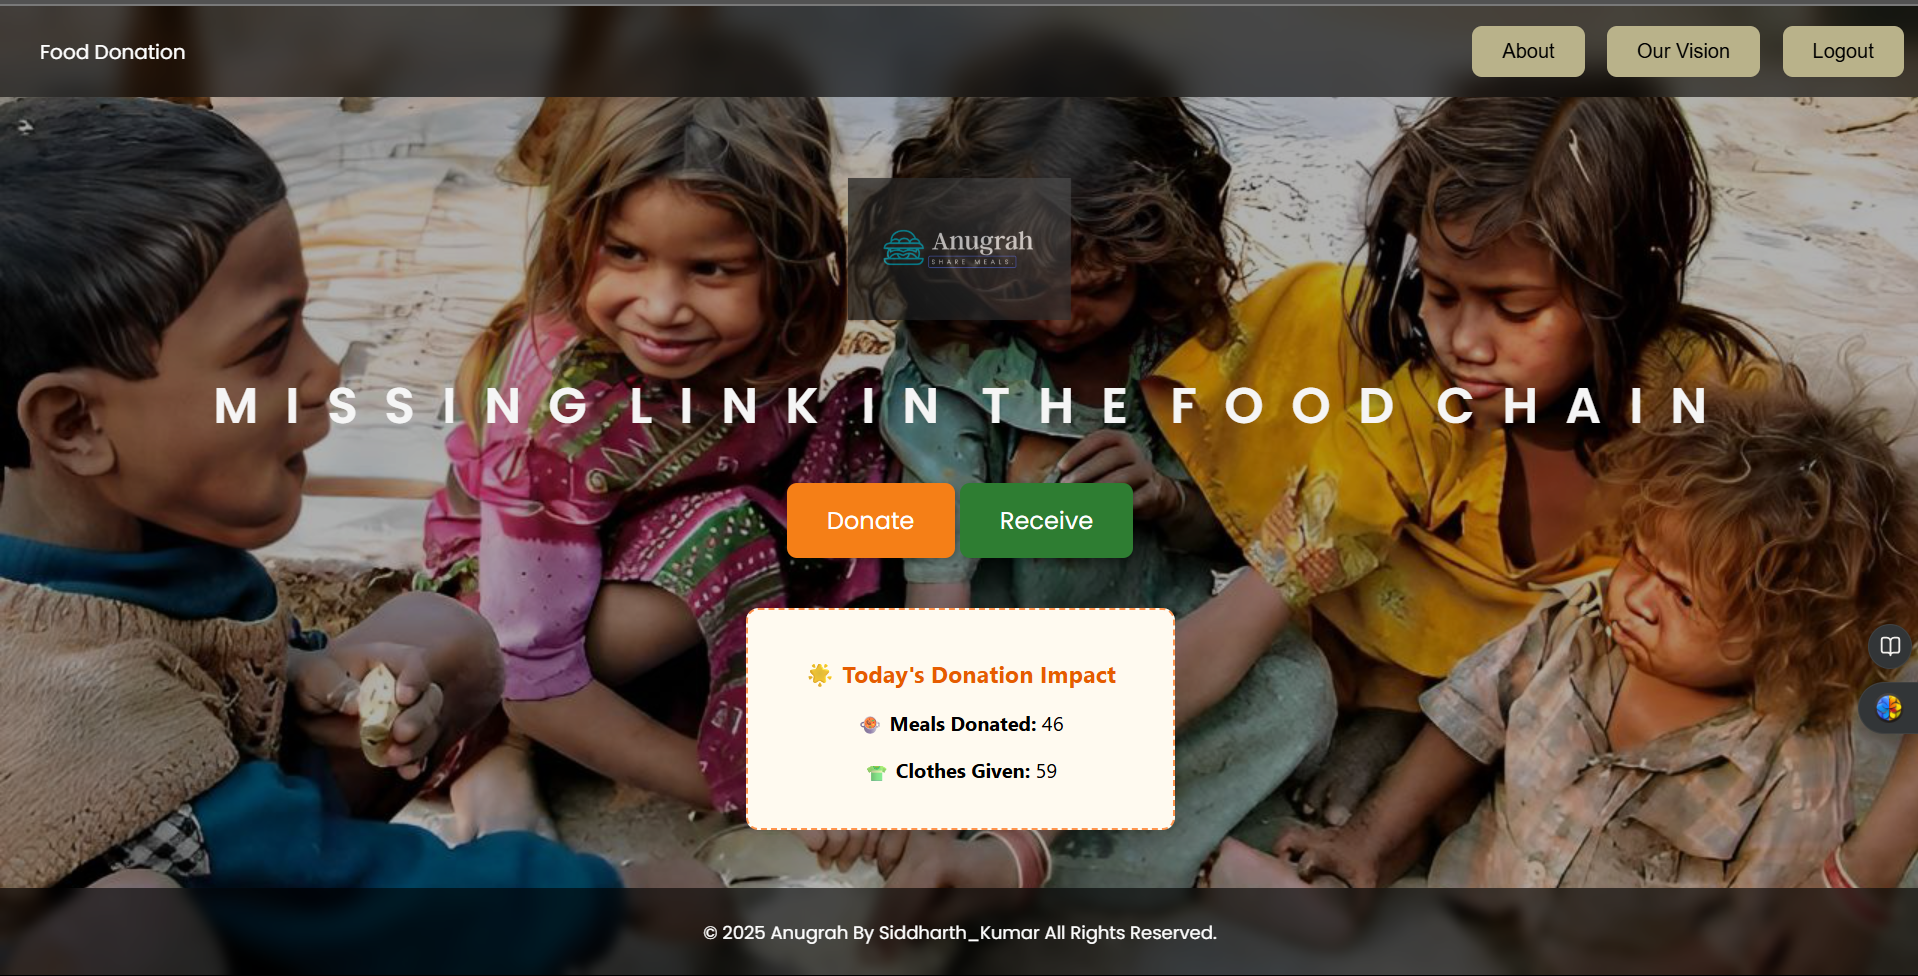 Food Donation
About
Our Vision
Logout
Anugrah
SHARE MEALS
MISSING LINK IN THE FOOD CHAIN
Donate
Receive
🌟 Today's Donation Impact
Meals Donated: 46
Clothes Given: 59
© 2025 Anugrah By Siddharth_Kumar All Rights Reserved.